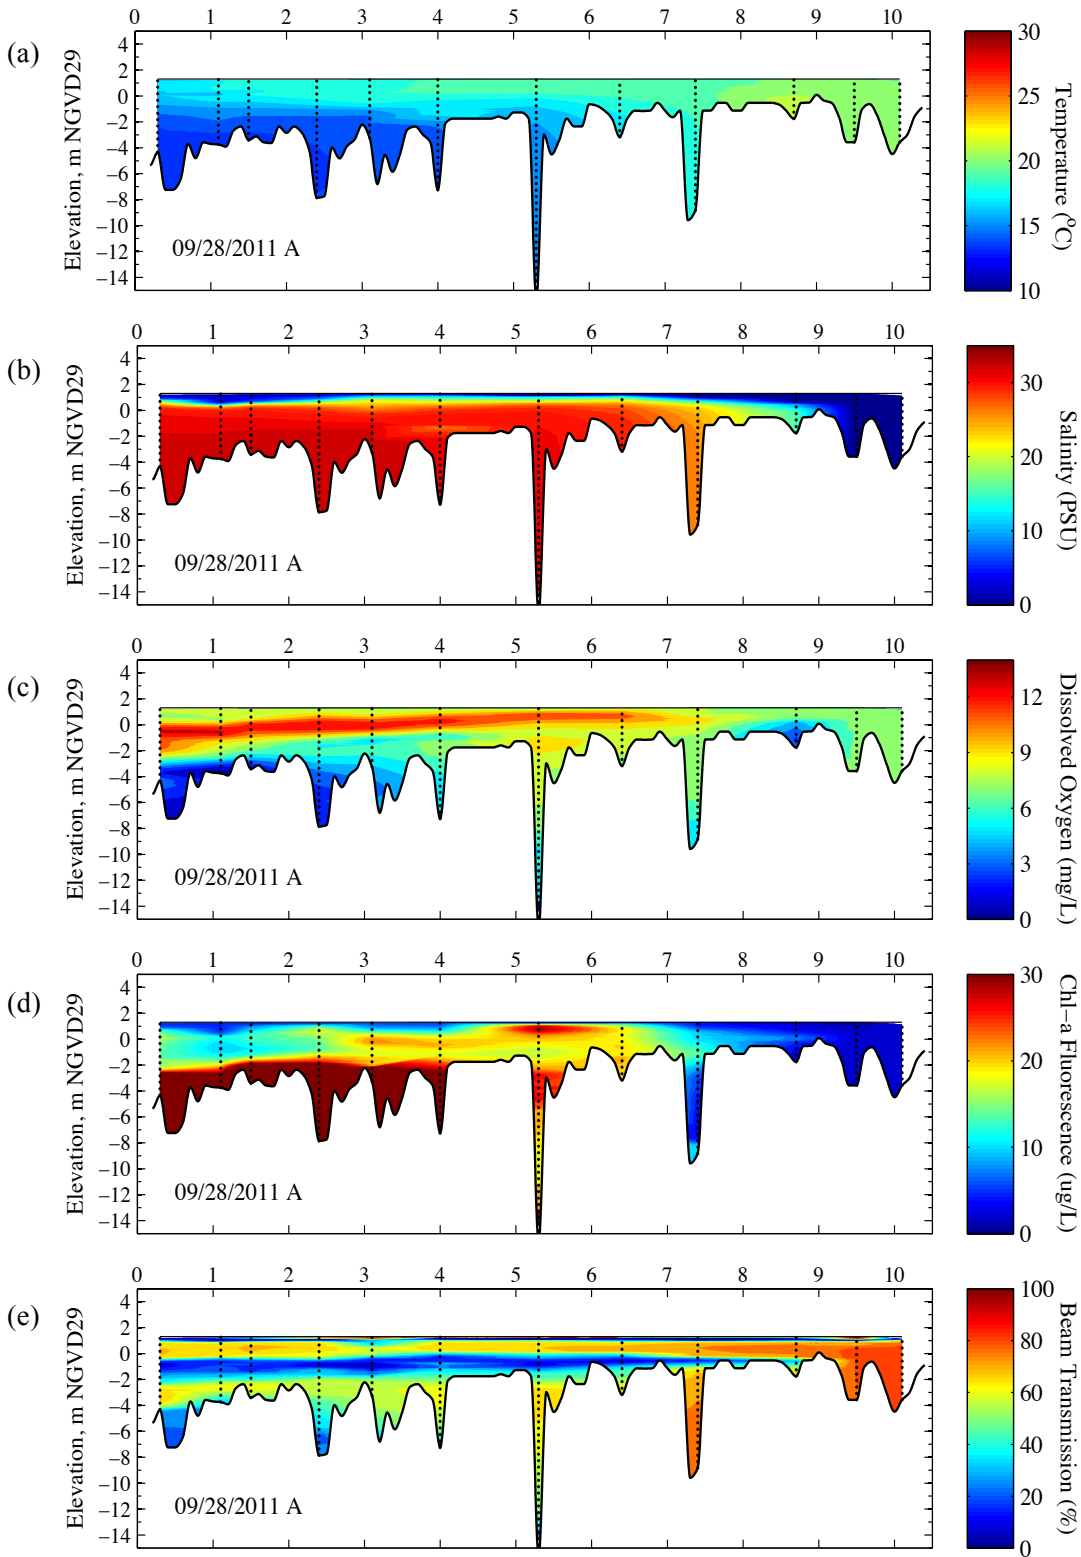 0 1 2 3 4 5 6 7 8 9 10
(a)
4
2
0
−2
−4
−6
−8
−10
−12
−14
Elevation, m NGVD29
09/28/2011 A
30
25
20
15
10
Temperature (°C)
0 1 2 3 4 5 6 7 8 9 10
(b)
4
2
0
−2
−4
−6
−8
−10
−12
−14
Elevation, m NGVD29
09/28/2011 A
30
20
10
0
Salinity (PSU)
0 1 2 3 4 5 6 7 8 9 10
(c)
4
2
0
−2
−4
−6
−8
−10
−12
−14
Elevation, m NGVD29
09/28/2011 A
12
9
6
3
0
Dissolved Oxygen (mg/L)
0 1 2 3 4 5 6 7 8 9 10
(d)
4
2
0
−2
−4
−6
−8
−10
−12
−14
Elevation, m NGVD29
09/28/2011 A
30
20
10
0
Chl−a Fluorescence (ug/L)
0 1 2 3 4 5 6 7 8 9 10
(e)
4
2
0
−2
−4
−6
−8
−10
−12
−14
Elevation, m NGVD29
09/28/2011 A
100
80
60
40
20
0
Beam Transmission (%)